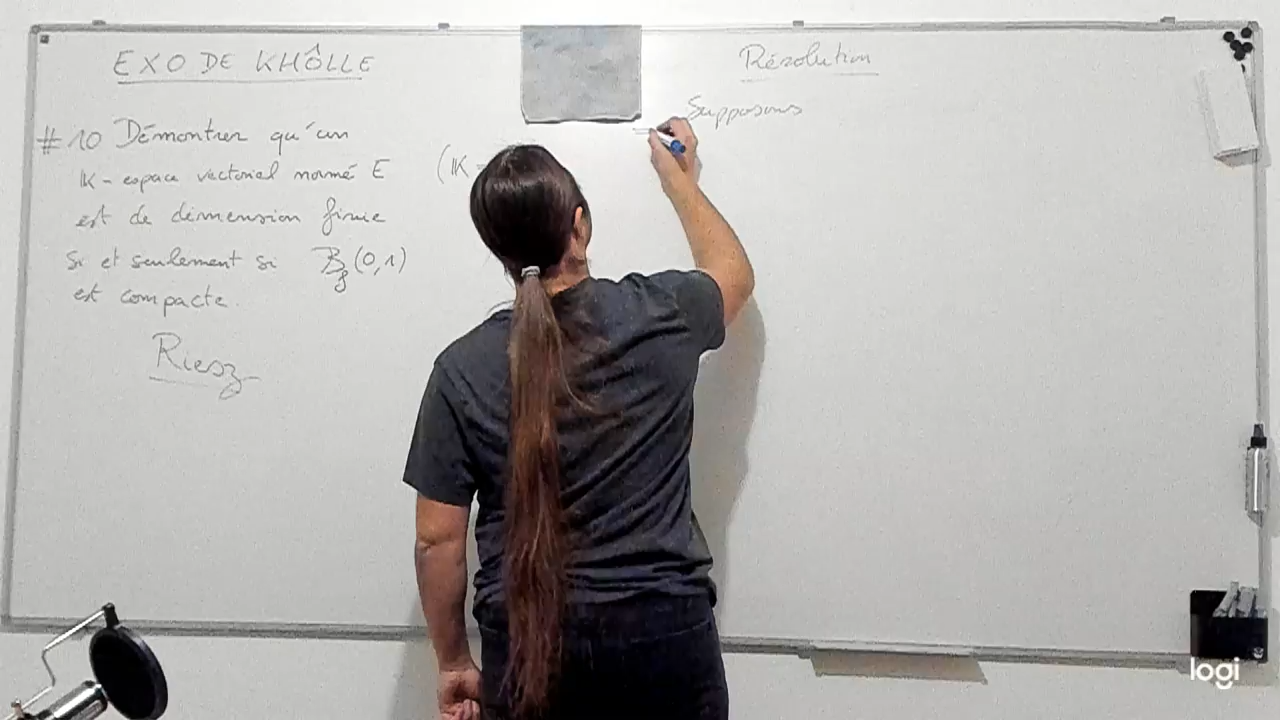 EXO DE KHÔLLE
#10 Démontrer qu'un
K-espace vectoriel normé E
est de dimension finie
si et seulement si B_f(0,1)
est compacte.
Riesz
(K
Résolution
Supposons
logi